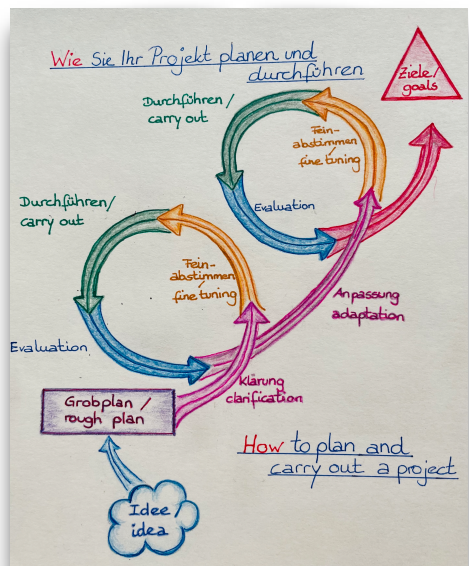 Wie Sie Ihr Projekt planen und
durchführen
Ziele/
goals
Durchführen/
carry out
Fein-
abstimmen
fine tuning
Evaluation
Durchführen/
carry out
Fein-
abstimmen
fine tuning
Anpassung
adaptation
Evaluation
Klärung
clarification
Grobplan /
rough plan
How to plan and
carry out a project
Idee/
idea